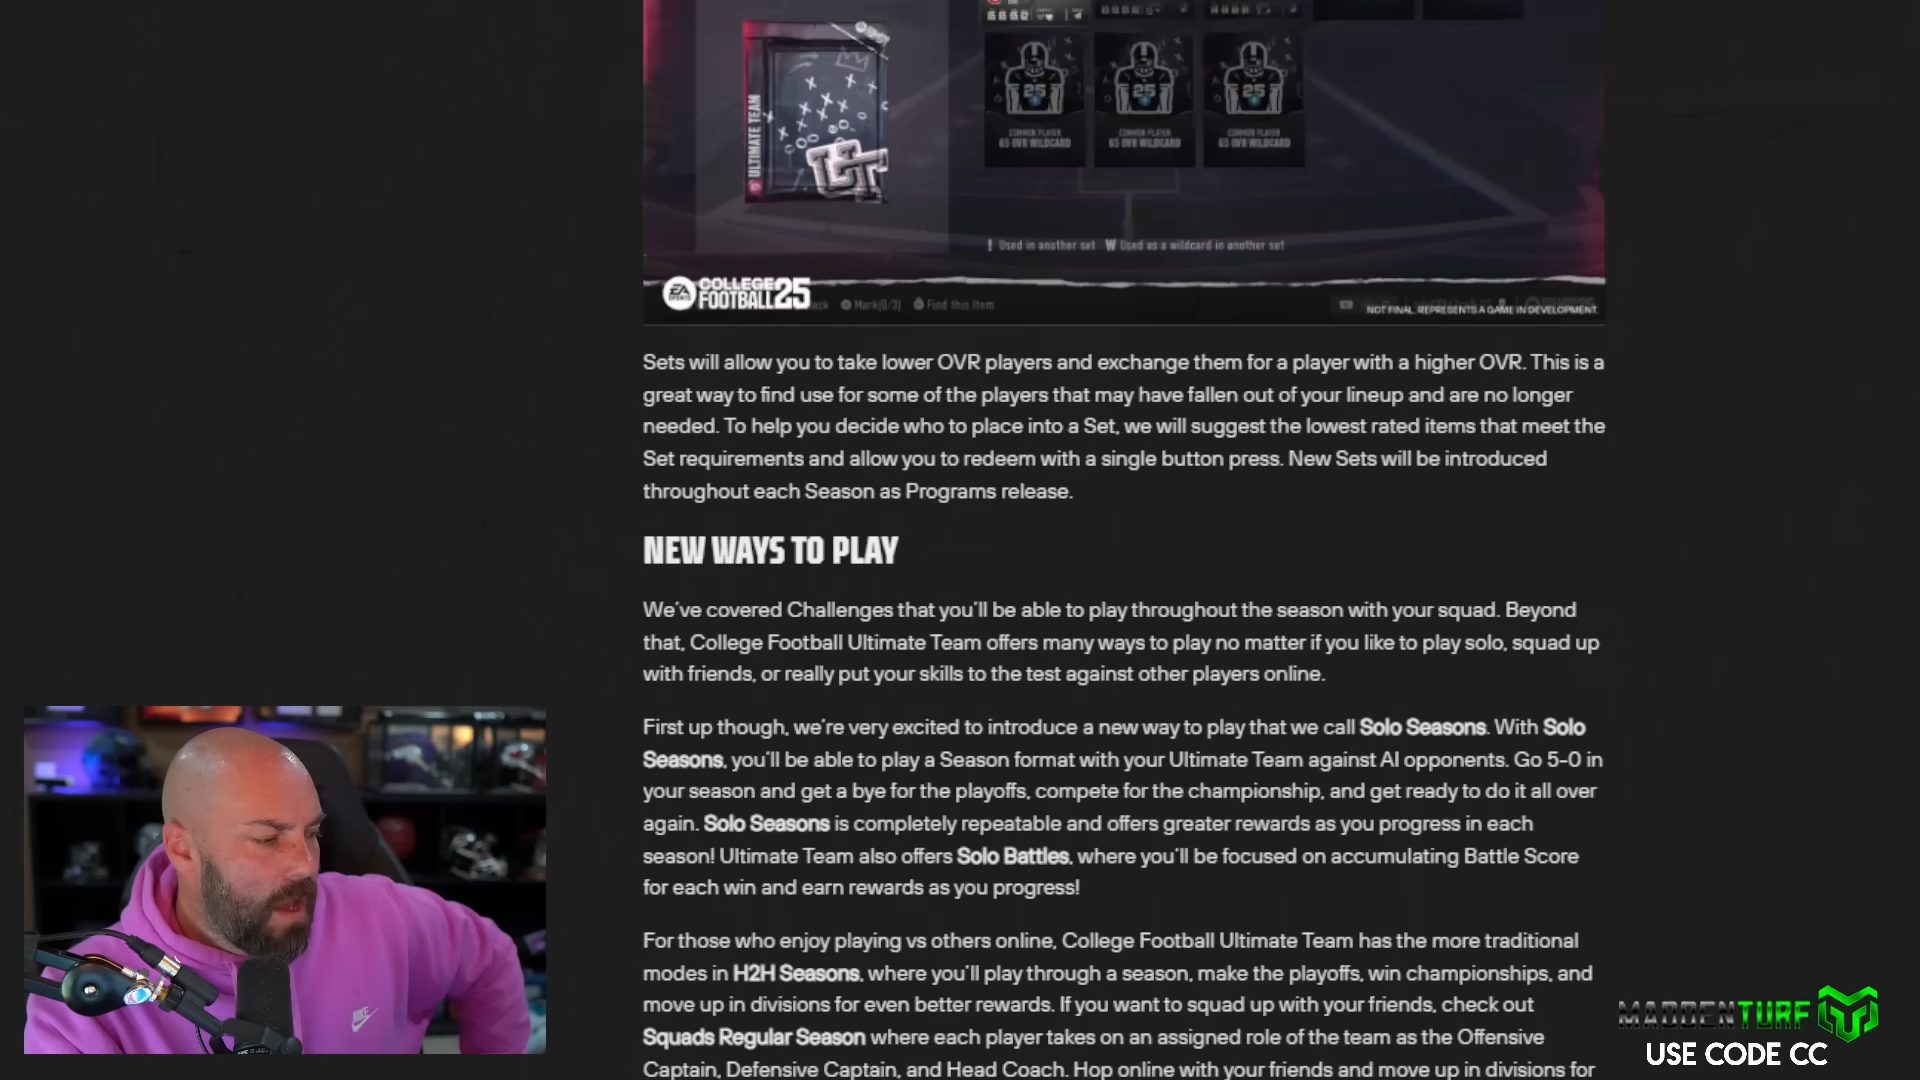 ULTIMATE TEAM
UT
25
25
25
COMMON PLAYER
65 OVR WILDCARD
COMMON PLAYER
65 OVR WILDCARD
COMMON PLAYER
65 OVR WILDCARD
Used in another set W Used as a wildcard in another set
EA SPORTS COLLEGE FOOTBALL 25
Mark(0/3) Find this Item
NOT FINAL. REPRESENTS A GAME IN DEVELOPMENT.
Sets will allow you to take lower OVR players and exchange them for a player with a higher OVR. This is a
great way to find use for some of the players that may have fallen out of your lineup and are no longer
needed. To help you decide who to place into a Set, we will suggest the lowest rated items that meet the
Set requirements and allow you to redeem with a single button press. New Sets will be introduced
throughout each Season as Programs release.
NEW WAYS TO PLAY
We've covered Challenges that you'll be able to play throughout the season with your squad. Beyond
that, College Football Ultimate Team offers many ways to play no matter if you like to play solo, squad up
with friends, or really put your skills to the test against other players online.
First up though, we're very excited to introduce a new way to play that we call Solo Seasons. With Solo
Seasons, you'll be able to play a Season format with your Ultimate Team against AI opponents. Go 5-0 in
your season and get a bye for the playoffs, compete for the championship, and get ready to do it all over
again. Solo Seasons is completely repeatable and offers greater rewards as you progress in each
season! Ultimate Team also offers Solo Battles, where you'll be focused on accumulating Battle Score
for each win and earn rewards as you progress!
For those who enjoy playing vs others online, College Football Ultimate Team has the more traditional
modes in H2H Seasons, where you'll play through a season, make the playoffs, win championships, and
move up in divisions for even better rewards. If you want to squad up with your friends, check out
Squads Regular Season where each player takes on an assigned role of the team as the Offensive
Captain, Defensive Captain, and Head Coach. Hop online with your friends and move up in divisions for
NIKE
MADDENTURF
USE CODE CC